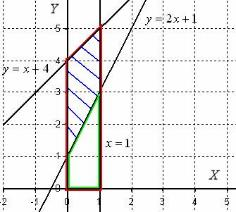 Y
y = 2x + 1
5
y = x + 4
4
3
2
x = 1
1
X
-2 -1 0 1 2 3 4 5